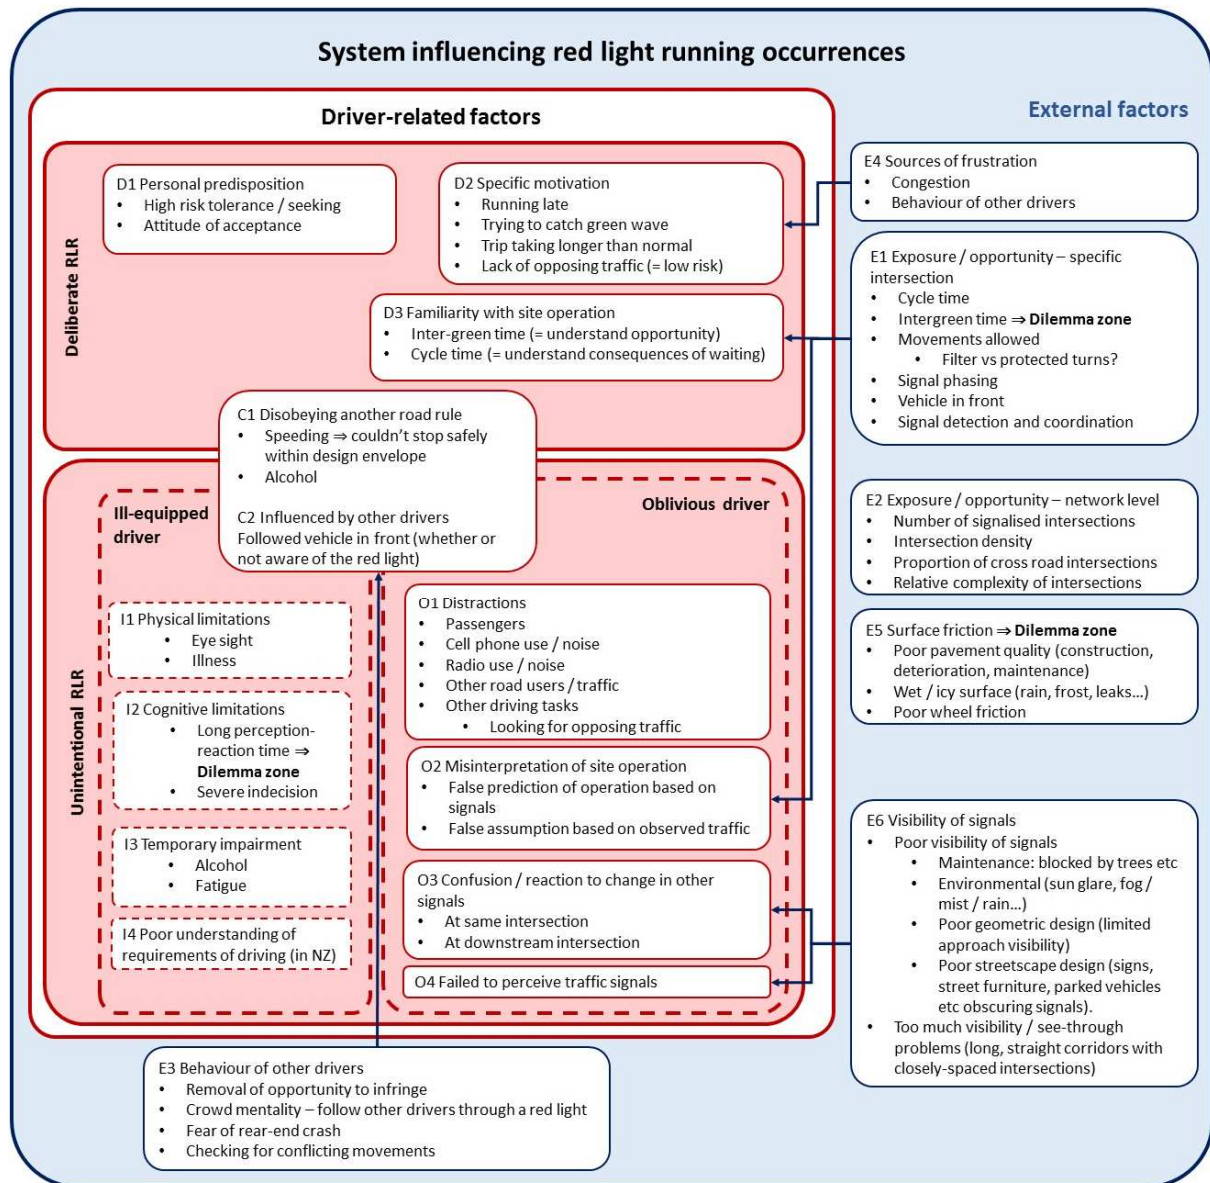 System influencing red light running occurrences
Driver-related factors
Deliberate RLR
D1 Personal predisposition
• High risk tolerance / seeking
• Attitude of acceptance
D2 Specific motivation
• Running late
• Trying to catch green wave
• Trip taking longer than normal
• Lack of opposing traffic (= low risk)
D3 Familiarity with site operation
• Inter-green time (= understand opportunity)
• Cycle time (= understand consequences of waiting)
C1 Disobeying another road rule
• Speeding ⇒ couldn't stop safely
within design envelope
• Alcohol
C2 Influenced by other drivers
Followed vehicle in front (whether or
not aware of the red light)
Unintentional RLR
Ill-equipped
driver
I1 Physical limitations
• Eye sight
• Illness
I2 Cognitive limitations
• Long perception-
reaction time ⇒
Dilemma zone
• Severe indecision
I3 Temporary impairment
• Alcohol
• Fatigue
I4 Poor understanding of
requirements of driving (in NZ)
Oblivious driver
O1 Distractions
• Passengers
• Cell phone use / noise
• Radio use / noise
• Other road users / traffic
• Other driving tasks
• Looking for opposing traffic
O2 Misinterpretation of site operation
• False prediction of operation based on
signals
• False assumption based on observed traffic
O3 Confusion / reaction to change in other
signals
• At same intersection
• At downstream intersection
O4 Failed to perceive traffic signals
External factors
E4 Sources of frustration
• Congestion
• Behaviour of other drivers
E1 Exposure / opportunity – specific
intersection
• Cycle time
• Intergreen time ⇒ Dilemma zone
• Movements allowed
• Filter vs protected turns?
• Signal phasing
• Vehicle in front
• Signal detection and coordination
E2 Exposure / opportunity – network level
• Number of signalised intersections
• Intersection density
• Proportion of cross road intersections
• Relative complexity of intersections
E5 Surface friction ⇒ Dilemma zone
• Poor pavement quality (construction,
deterioration, maintenance)
• Wet / icy surface (rain, frost, leaks…)
• Poor wheel friction
E6 Visibility of signals
• Poor visibility of signals
• Maintenance: blocked by trees etc
• Environmental (sun glare, fog /
mist / rain…)
• Poor geometric design (limited
approach visibility)
• Poor streetscape design (signs,
street furniture, parked vehicles
etc obscuring signals).
• Too much visibility / see-through
problems (long, straight corridors with
closely-spaced intersections)
E3 Behaviour of other drivers
• Removal of opportunity to infringe
• Crowd mentality – follow other drivers through a red light
• Fear of rear-end crash
• Checking for conflicting movements